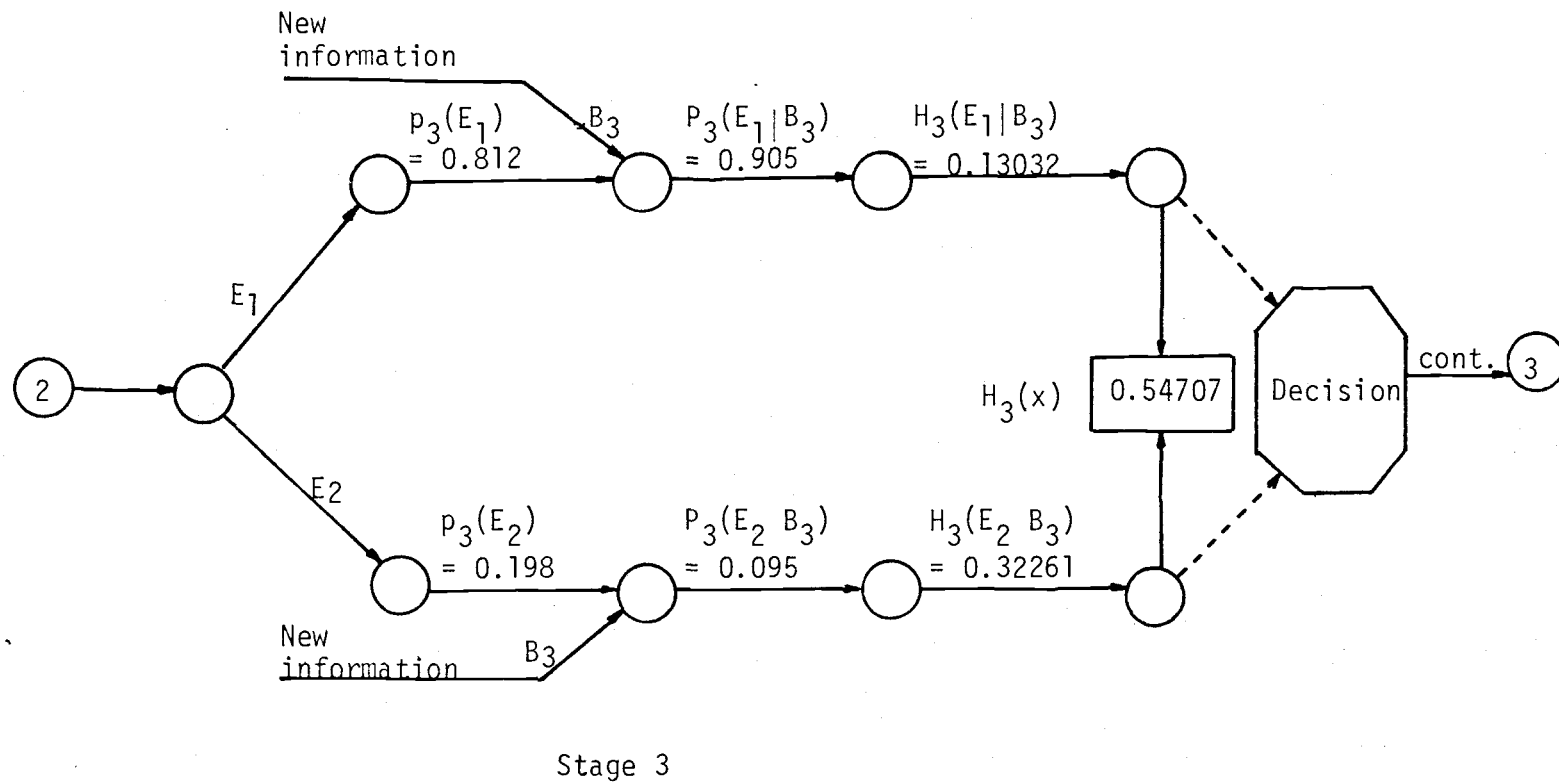 New
information
p₃(E₁)
= 0.812
B₃
P₃(E₁|B₃)
= 0.905
H₃(E₁|B₃)
= 0.13032
E₁
2
H₃(x)
0.54707
Decision
cont.
3
E2
p₃(E₂)
= 0.198
P₃(E₂ B₃)
= 0.095
H₃(E₂ B₃)
= 0.32261
New
information
B₃
Stage 3